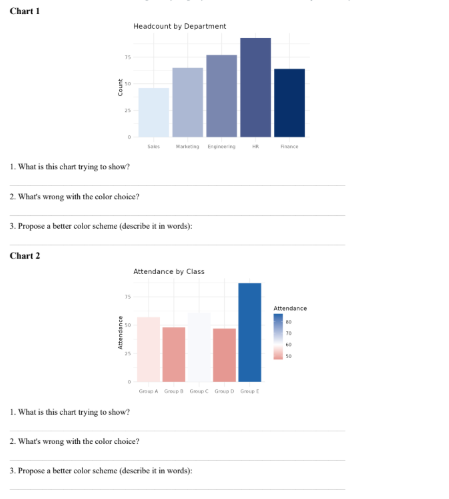 Chart 1
Headcount by Department
Count
75
50
25
0
Sales Marketing Engineering HR Finance
1. What is this chart trying to show?
2. What's wrong with the color choice?
3. Propose a better color scheme (describe it in words):
Chart 2
Attendance by Class
Attendance
75
50
25
0
Group A Group B Group C Group D Group E
Attendance
80
70
60
50
1. What is this chart trying to show?
2. What's wrong with the color choice?
3. Propose a better color scheme (describe it in words):